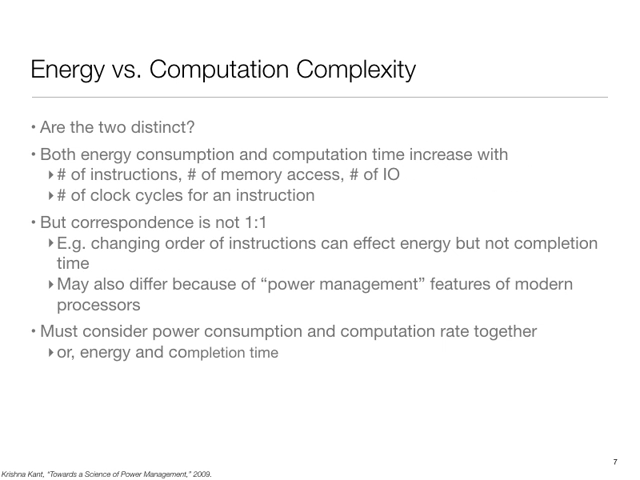 Energy vs. Computation Complexity
• Are the two distinct?
• Both energy consumption and computation time increase with
‣ # of instructions, # of memory access, # of IO
‣ # of clock cycles for an instruction
• But correspondence is not 1:1
‣ E.g. changing order of instructions can effect energy but not completion
time
‣ May also differ because of “power management” features of modern
processors
• Must consider power consumption and computation rate together
‣ or, energy and completion time
7
Krishna Kant, “Towards a Science of Power Management,” 2009.